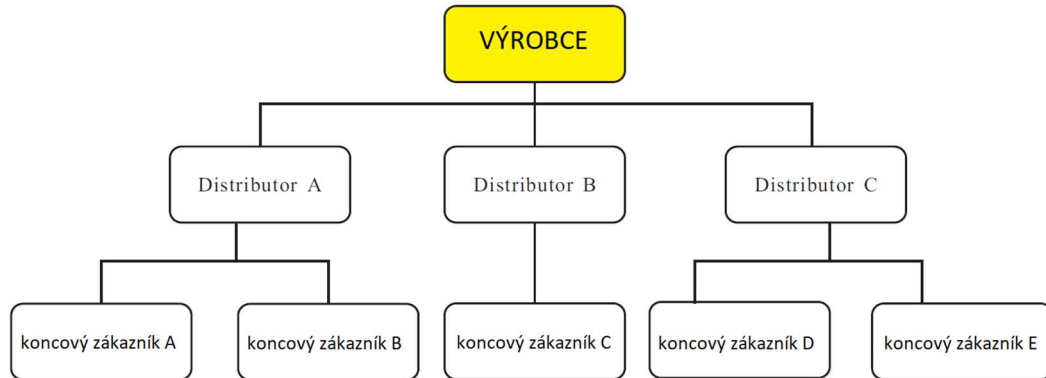 VÝROBCE
Distributor A
Distributor B
Distributor C
koncový zákazník A
koncový zákazník B
koncový zákazník C
koncový zákazník D
koncový zákazník E